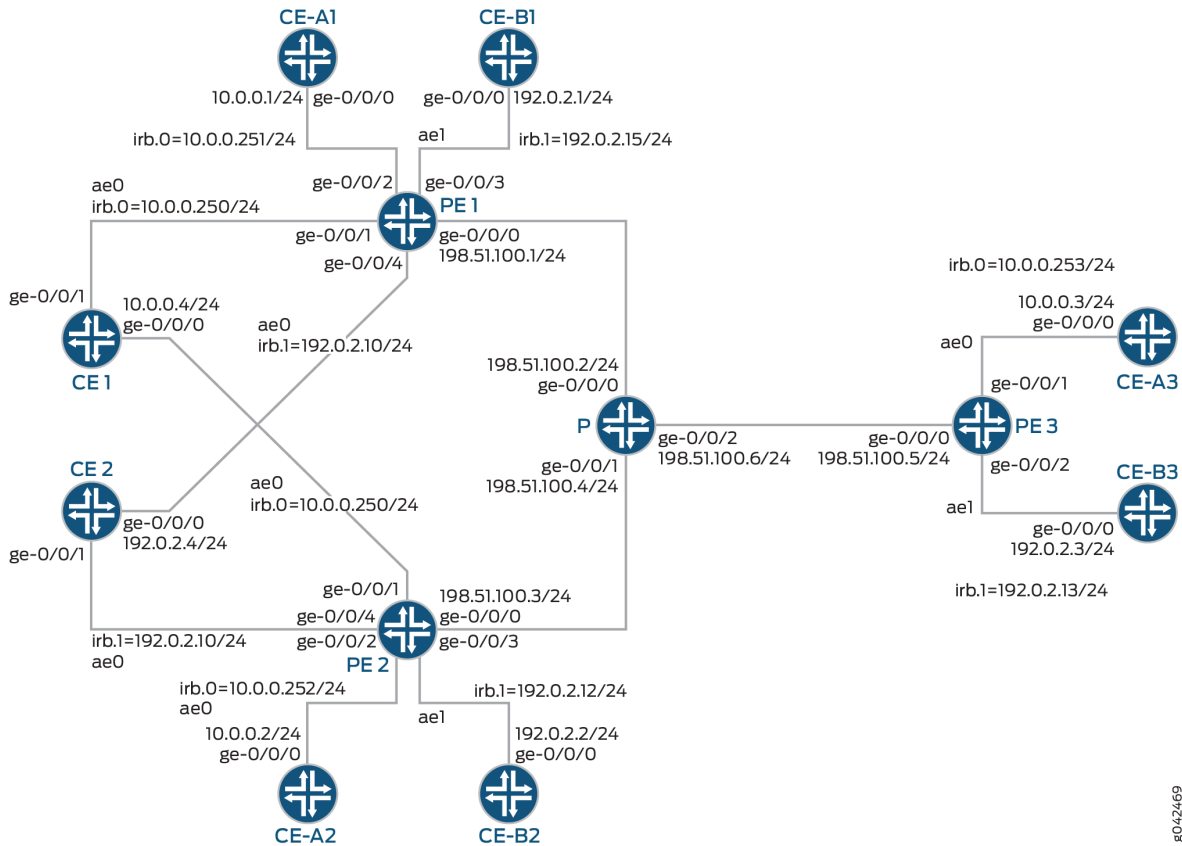 CE-A1
CE-B1
10.0.0.1/24
ge-0/0/0
ge-0/0/0
192.0.2.1/24
irb.0=10.0.0.251/24
ae1
irb.1=192.0.2.15/24
ae0
irb.0=10.0.0.250/24
ge-0/0/2
ge-0/0/3
PE 1
ge-0/0/1
ge-0/0/0
198.51.100.1/24
ge-0/0/4
irb.0=10.0.0.253/24
ge-0/0/1
10.0.0.4/24
ge-0/0/0
CE 1
ae0
irb.1=192.0.2.10/24
10.0.0.3/24
ge-0/0/0
ae0
CE-A3
198.51.100.2/24
ge-0/0/0
ge-0/0/1
P
ge-0/0/2
198.51.100.6/24
ge-0/0/0
198.51.100.5/24
PE 3
ge-0/0/1
198.51.100.4/24
ge-0/0/2
CE 2
ae0
irb.0=10.0.0.250/24
CE-B3
ae1
ge-0/0/0
192.0.2.3/24
ge-0/0/0
192.0.2.4/24
ge-0/0/1
irb.1=192.0.2.13/24
ge-0/0/1
198.51.100.3/24
ge-0/0/4
ge-0/0/0
irb.1=192.0.2.10/24
ae0
ge-0/0/2
ge-0/0/3
PE 2
irb.0=10.0.0.252/24
ae0
irb.1=192.0.2.12/24
ae1
10.0.0.2/24
ge-0/0/0
192.0.2.2/24
ge-0/0/0
CE-A2
CE-B2
g042469